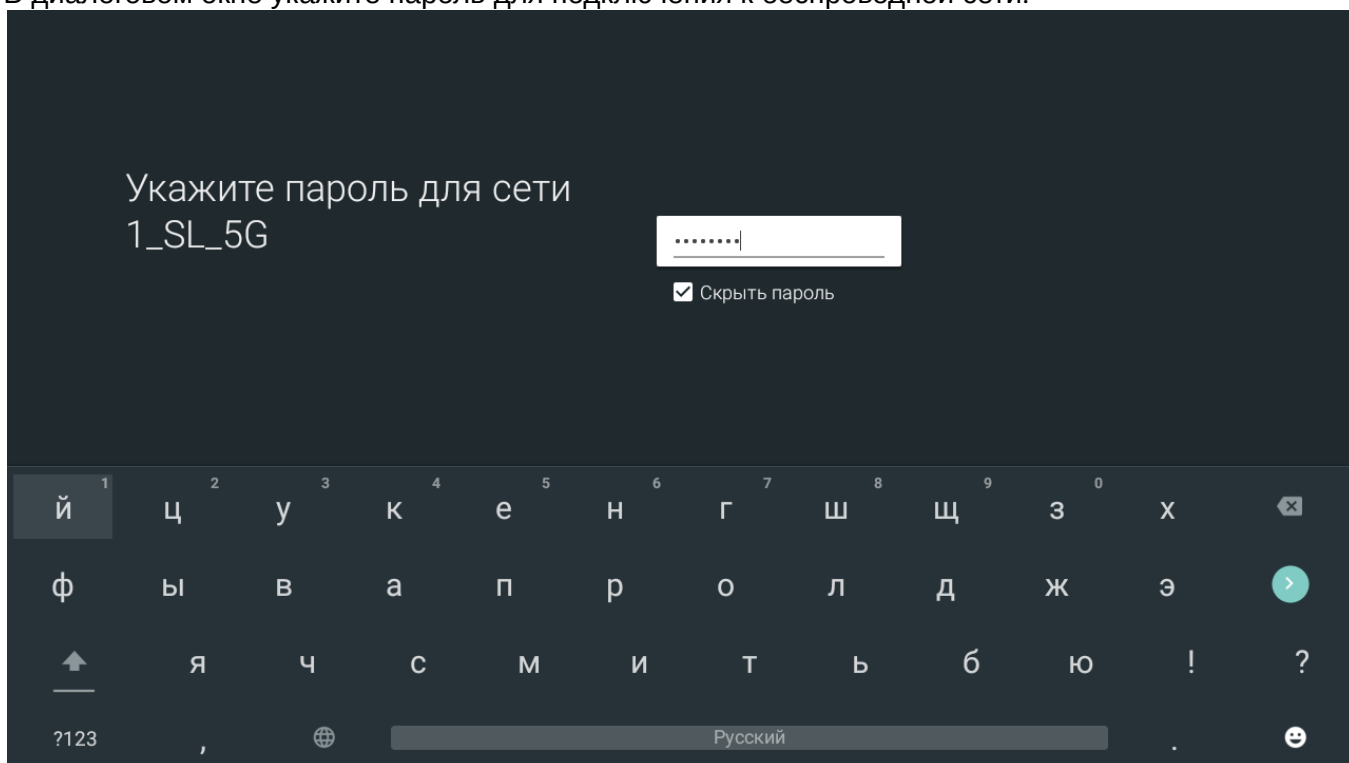 В диалоговом окне укажите пароль для подключения к беспроводной сети.
Укажите пароль для сети
1_SL_5G
••••••••
Скрыть пароль
й 1 ц 2 у 3 к 4 е 5 н 6 г 7 ш 8 щ 9 з 0 х
ф ы в а п р о л д ж э
я ч с м и т ь б ю ! ?
?123 , Русский .